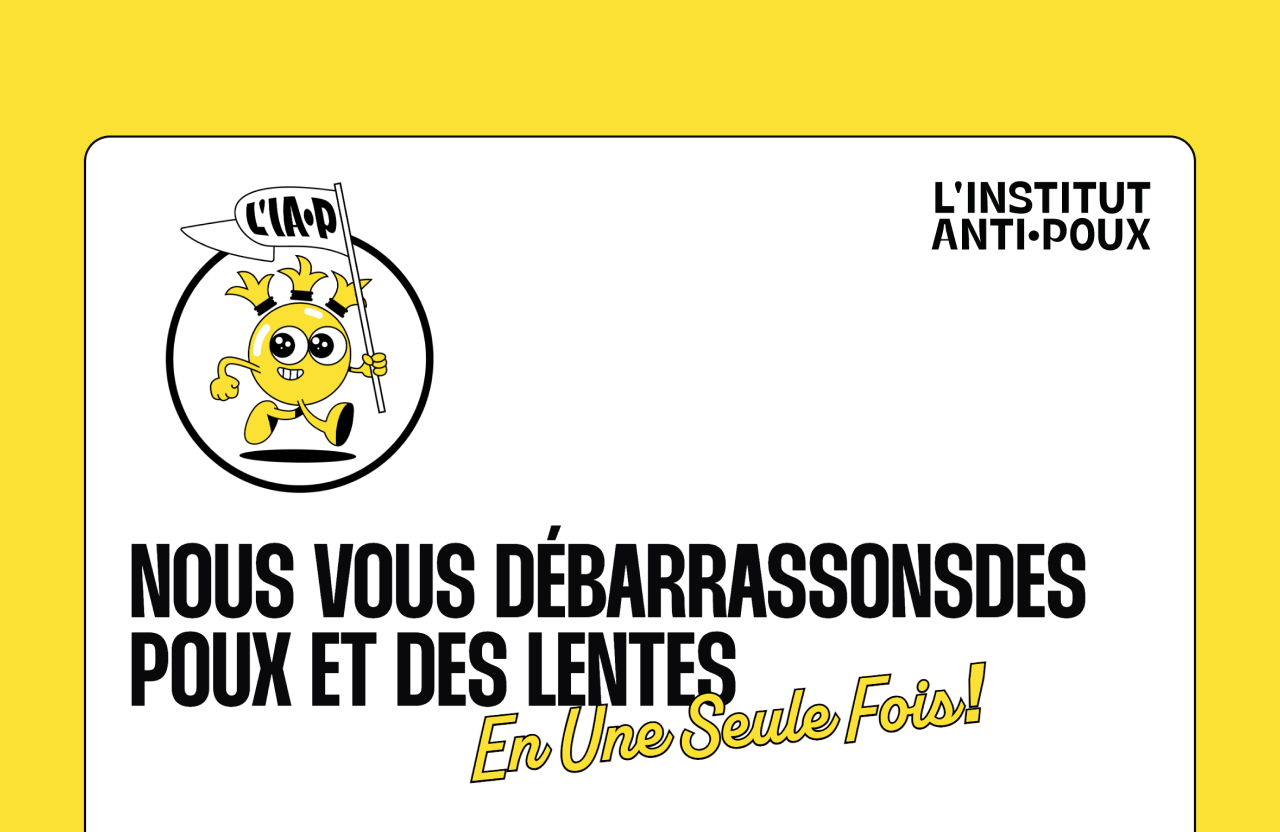 L'IA•P
L'INSTITUT
ANTI•POUX
NOUS VOUS DÉBARRASSONSDES
POUX ET DES LENTES
En Une Seule Fois!